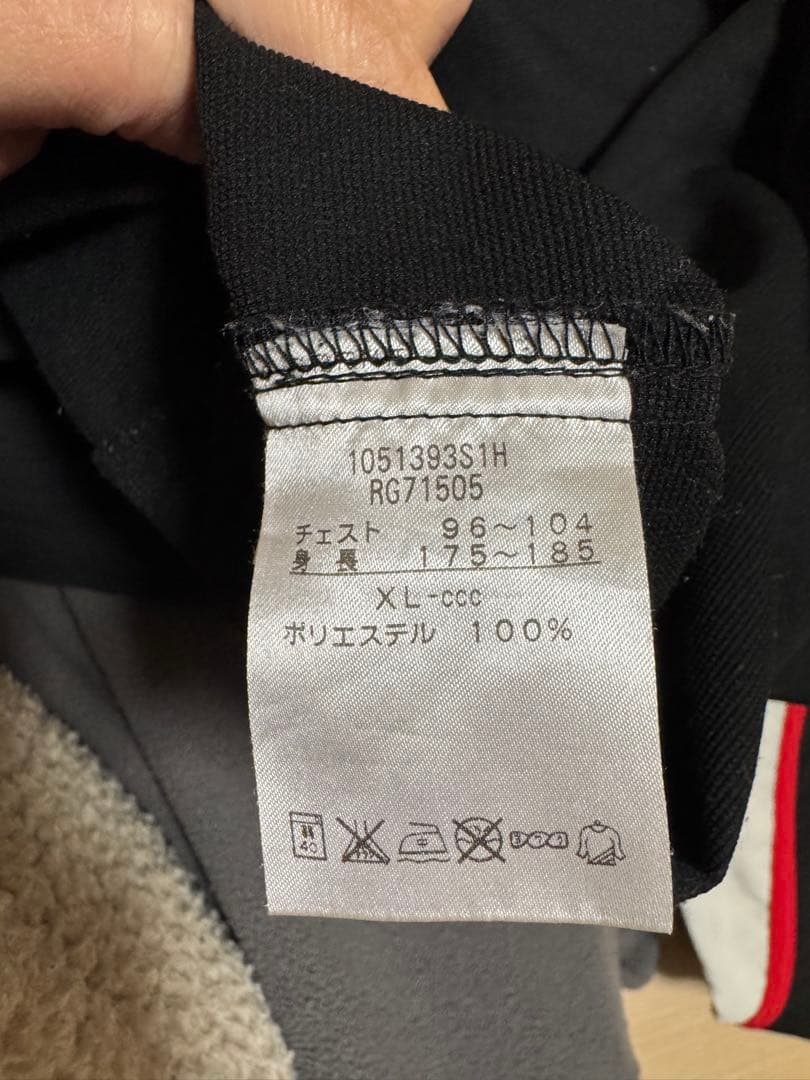 1051393S1H
RG71505
チェスト 96～104
身長 175～185
XL-ccc
ポリエステル 100%
40